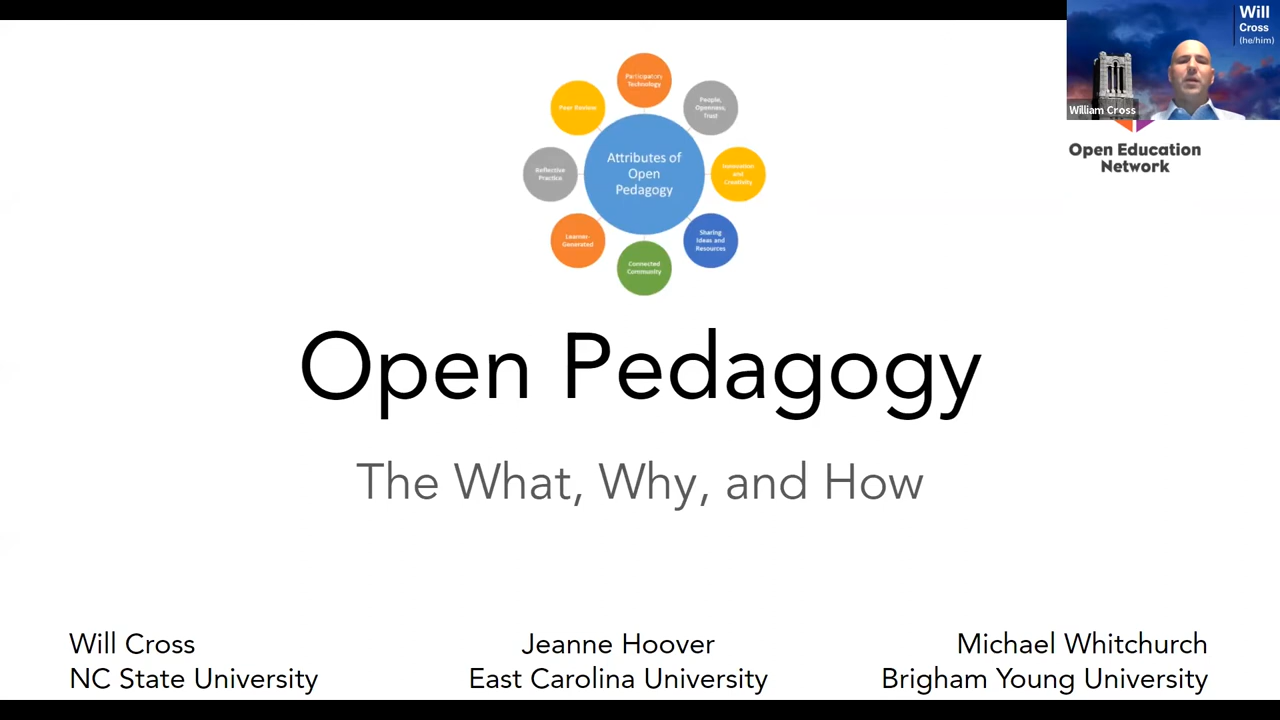 Will
Cross
(he/him)
William Cross
Open Education
Network
Participatory
Technology
Peer Review
People,
Openness,
Trust
Attributes of
Open
Pedagogy
Reflective
Practice
Innovation
and
Creativity
Learner-
Generated
Sharing
Ideas and
Resources
Connected
Community
Open Pedagogy
The What, Why, and How
Will Cross
NC State University
Jeanne Hoover
East Carolina University
Michael Whitchurch
Brigham Young University